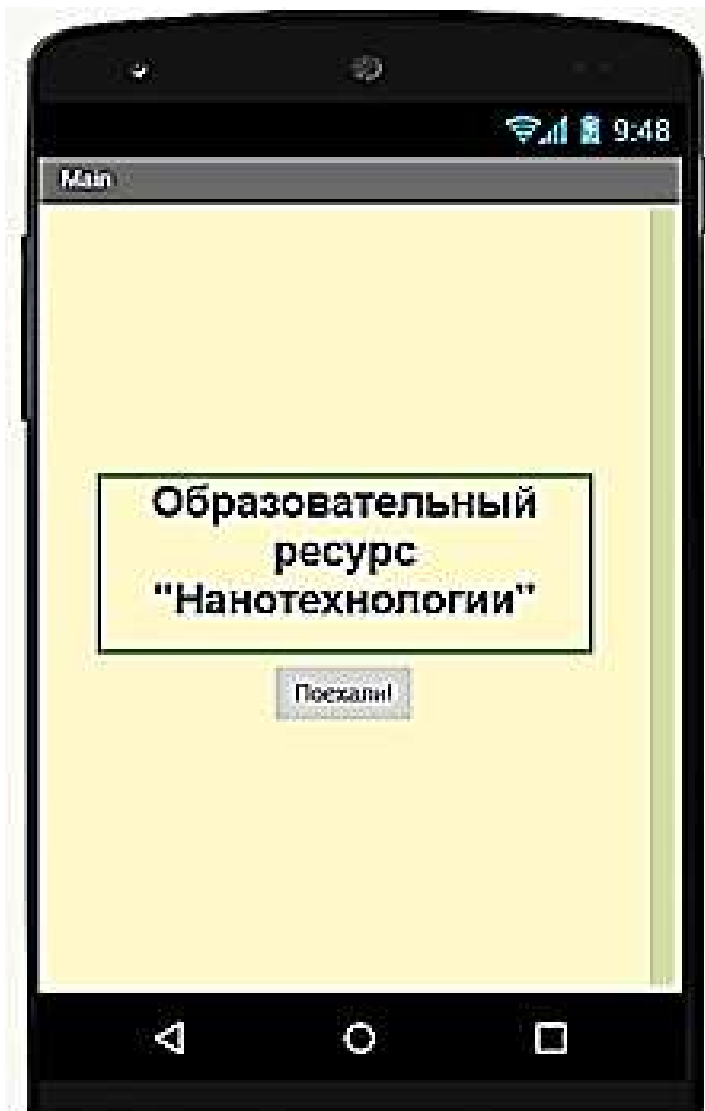 9:48
Main
Образовательный
ресурс
"Нанотехнологии"
Поехали!